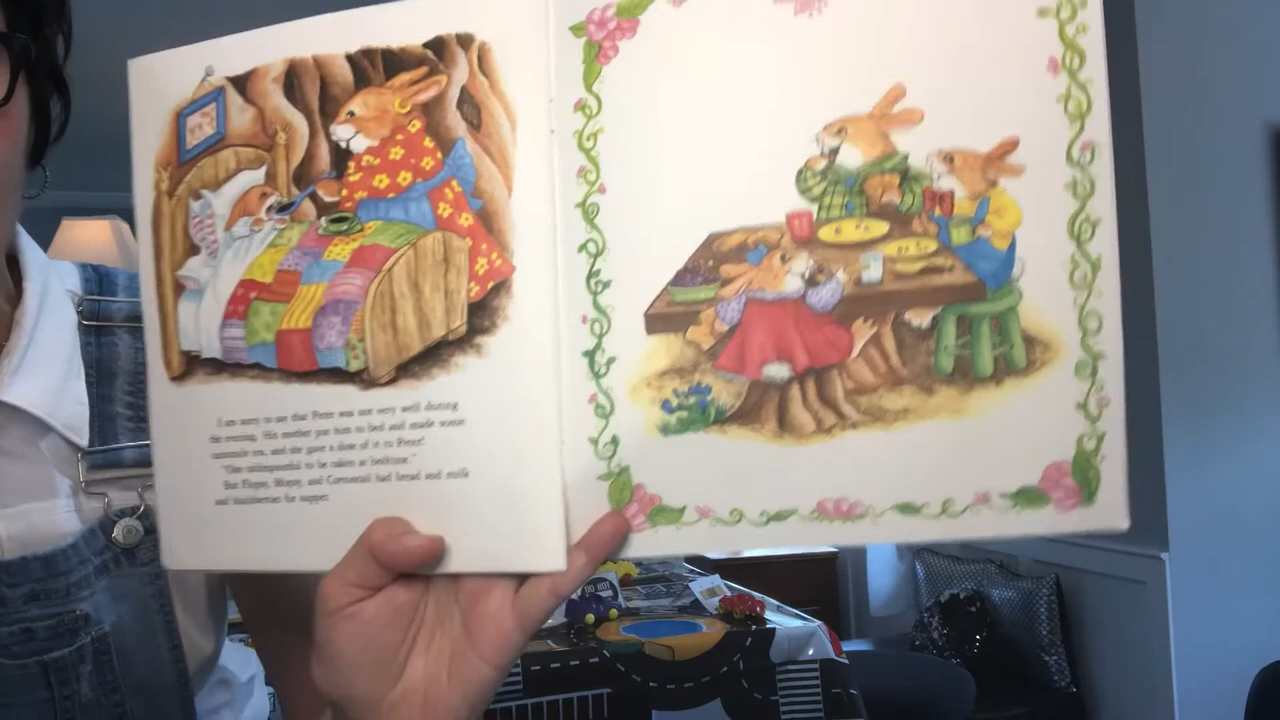 I am sorry to say that Peter was not very well during
the evening. His mother put him to bed and made some
camomile tea, and she gave a dose of it to Peter!
"One tablespoonful to be taken at bedtime."
But Flopsy, Mopsy, and Cottontail had bread and milk
and blackberries for supper.
DO NOT